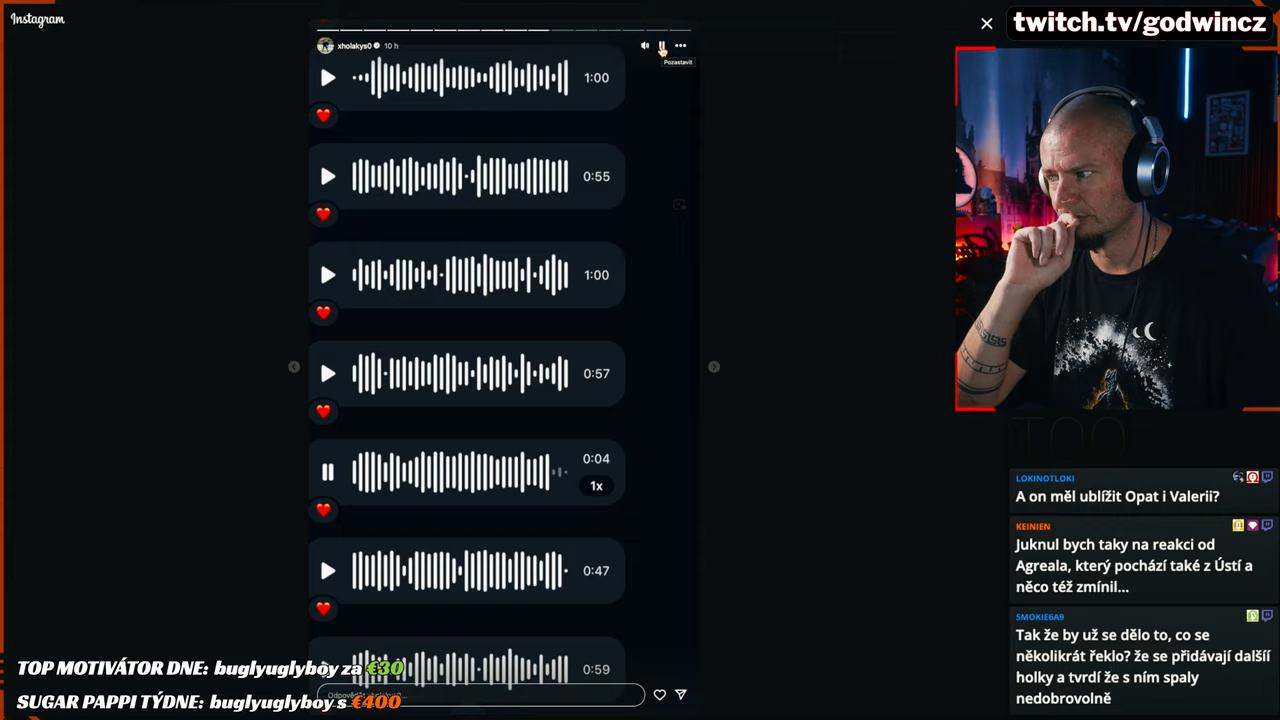 Instagram
xholakys0 10 h
Pozastavit
1:00
0:55
1:00
0:57
0:04
1x
0:47
0:59
TOP MOTIVÁTOR DNE: buglyuglyboy za €30
SUGAR PAPPI TÝDNE: buglyuglyboy s €400
twitch.tv/godwincz
LOKINOTLOKI
A on měl ublížit Opat i Valerii?
KEINIEN
Juknul bych taky na reakci od
Agreala, který pochází také z Ústí a
něco též zmínil...
SMOKIE6A9
Tak že by už se dělo to, co se
několikrát řeklo? že se přidávají dalšíí
holky a tvrdí že s ním spaly
nedobrovolně